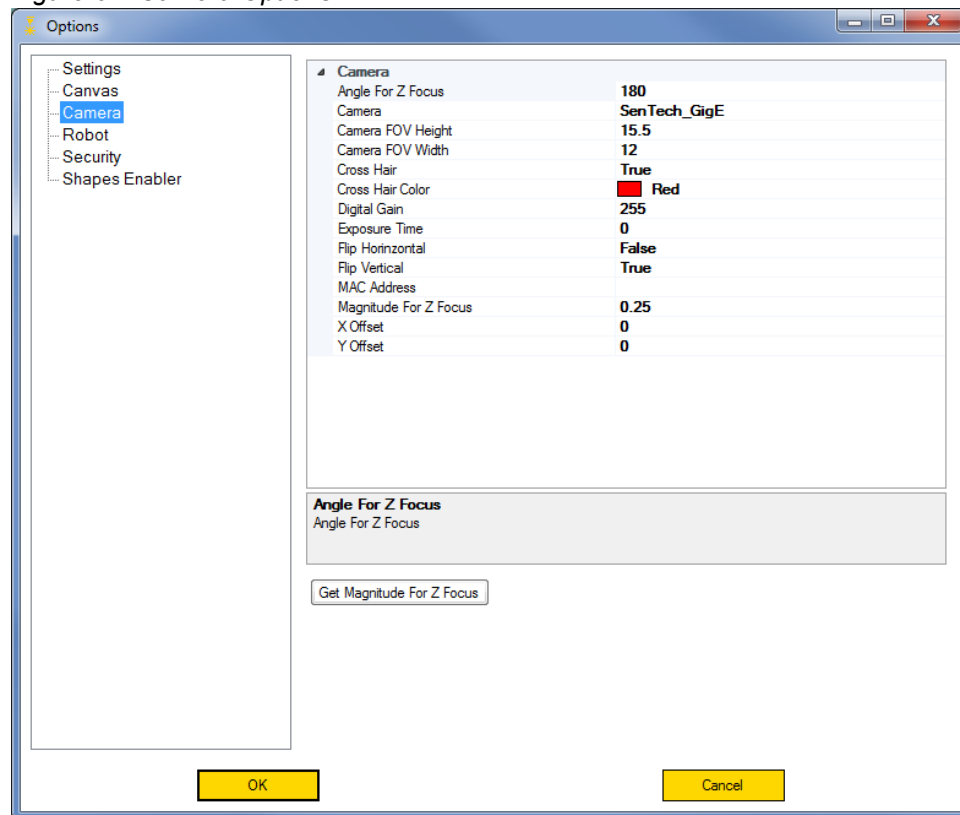 Options
Settings
Canvas
Camera
Robot
Security
Shapes Enabler
Camera
Angle For Z Focus 180
Camera SenTech_GigE
Camera FOV Height 15.5
Camera FOV Width 12
Cross Hair True
Cross Hair Color Red
Digital Gain 255
Exposure Time 0
Flip Horinzontal False
Flip Vertical True
MAC Address
Magnitude For Z Focus 0.25
X Offset 0
Y Offset 0
Angle For Z Focus
Angle For Z Focus
Get Magnitude For Z Focus
OK Cancel